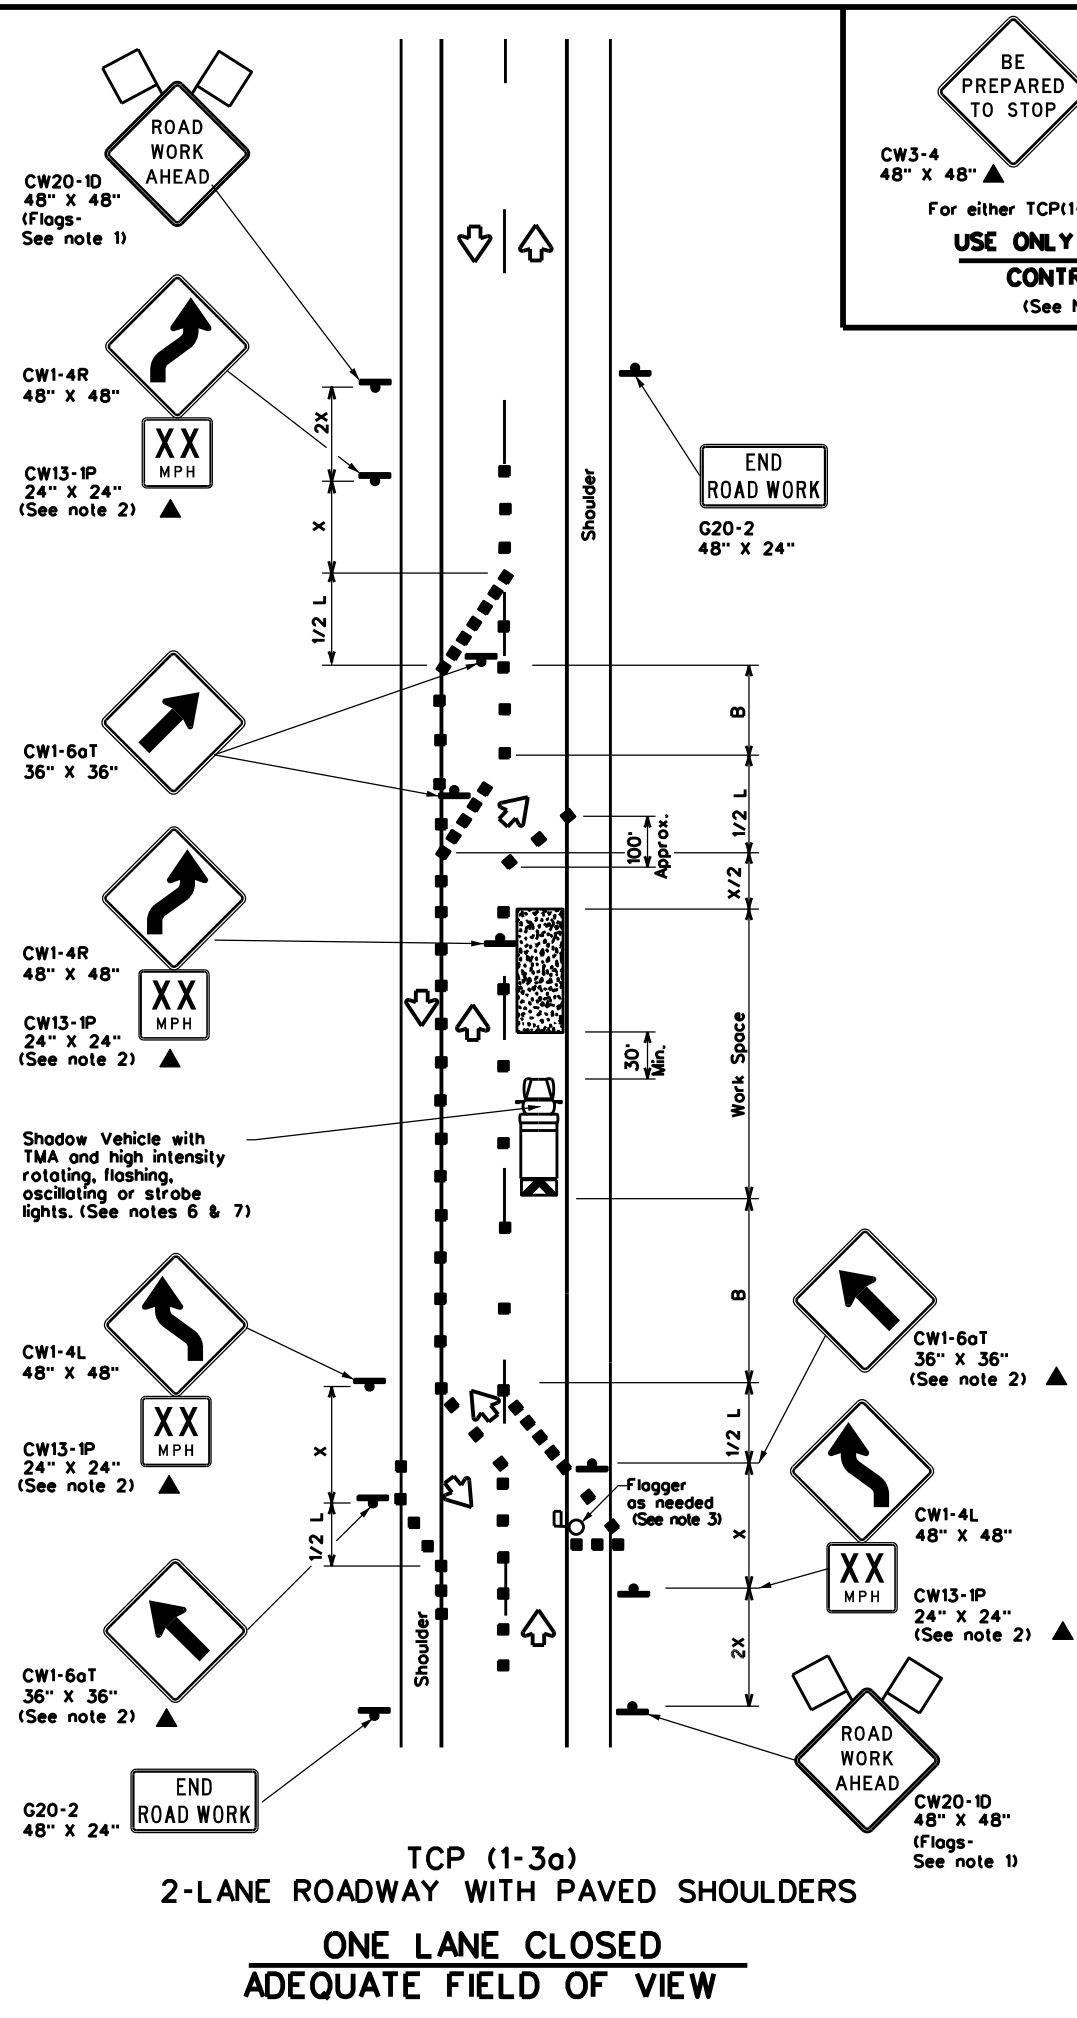 ROAD
WORK
AHEAD
CW20-1D
48" X 48"
(Flags-
See note 1)
CW1-4R
48" X 48"
XX
MPH
CW13-1P
24" X 24"
(See note 2)
2X
X
1/2 L
BE
PREPARED
TO STOP
CW3-4
48" X 48"
For either TCP(1-
USE ONLY
CONTR
(See
Shoulder
END
ROAD WORK
G20-2
48" X 24"
CW1-6aT
36" X 36"
B
1/2 L
100'
Approx.
X/2
CW1-4R
48" X 48"
XX
MPH
CW13-1P
24" X 24"
(See note 2)
30'
Min.
Work Space
Shadow Vehicle with
TMA and high intensity
rotating, flashing,
oscillating or strobe
lights. (See notes 6 & 7)
B
CW1-4L
48" X 48"
XX
MPH
CW13-1P
24" X 24"
(See note 2)
X
1/2 L
CW1-6aT
36" X 36"
(See note 2)
1/2 L
Flagger
as needed
(See note 3)
X
CW1-4L
48" X 48"
XX
MPH
CW13-1P
24" X 24"
(See note 2)
2X
Shoulder
CW1-6aT
36" X 36"
(See note 2)
END
ROAD WORK
G20-2
48" X 24"
ROAD
WORK
AHEAD
CW20-1D
48" X 48"
(Flags-
See note 1)
TCP (1-3a)
2-LANE ROADWAY WITH PAVED SHOULDERS
ONE LANE CLOSED
ADEQUATE FIELD OF VIEW